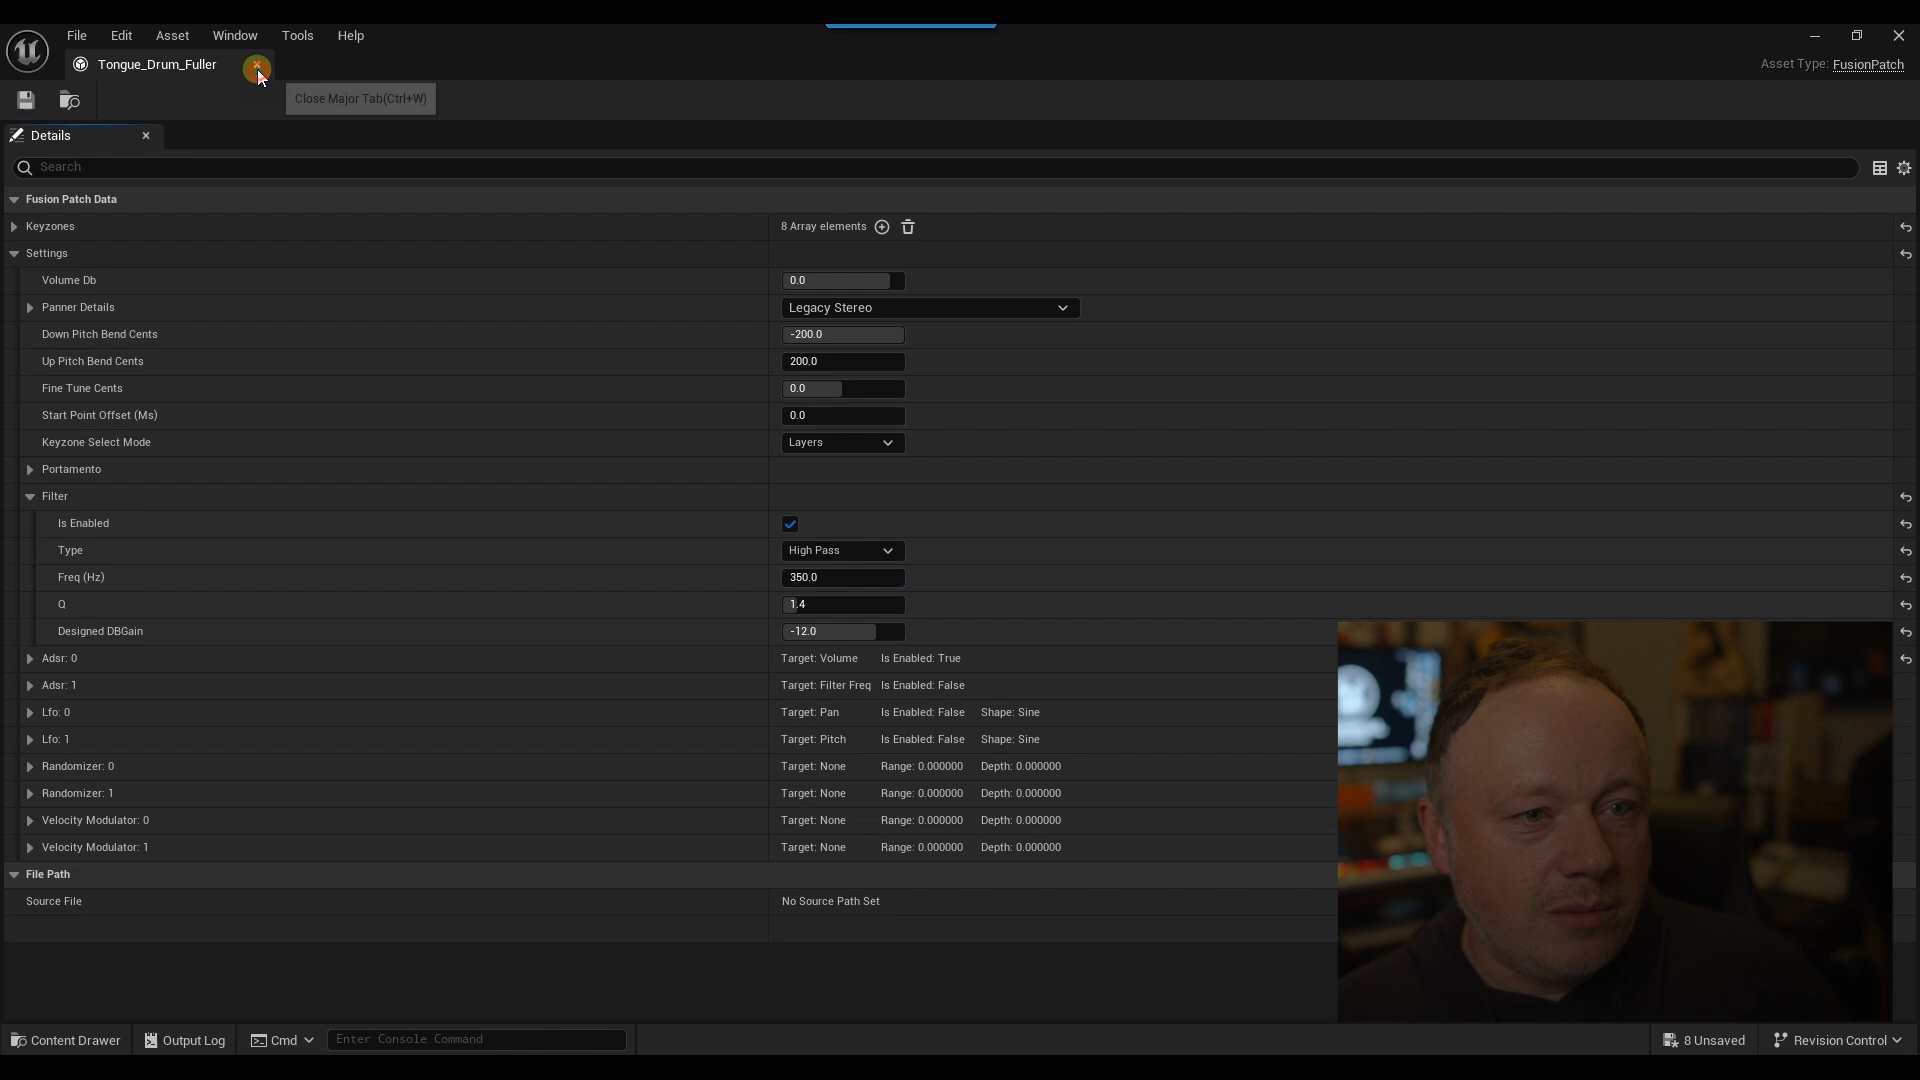 File Edit Asset Window Tools Help
Tongue_Drum_Fuller
Asset Type: FusionPatch
Close Major Tab(Ctrl+W)
Details
Search
Fusion Patch Data
Keyzones 8 Array elements
Settings
Volume Db 0.0
Panner Details Legacy Stereo
Down Pitch Bend Cents -200.0
Up Pitch Bend Cents 200.0
Fine Tune Cents 0.0
Start Point Offset (Ms) 0.0
Keyzone Select Mode Layers
Portamento
Filter
Is Enabled
Type High Pass
Freq (Hz) 350.0
Q 1.4
Designed DBGain -12.0
Adsr: 0 Target: Volume Is Enabled: True
Adsr: 1 Target: Filter Freq Is Enabled: False
Lfo: 0 Target: Pan Is Enabled: False Shape: Sine
Lfo: 1 Target: Pitch Is Enabled: False Shape: Sine
Randomizer: 0 Target: None Range: 0.000000 Depth: 0.000000
Randomizer: 1 Target: None Range: 0.000000 Depth: 0.000000
Velocity Modulator: 0 Target: None Range: 0.000000 Depth: 0.000000
Velocity Modulator: 1 Target: None Range: 0.000000 Depth: 0.000000
File Path
Source File No Source Path Set
Content Drawer Output Log Cmd Enter Console Command 8 Unsaved Revision Control